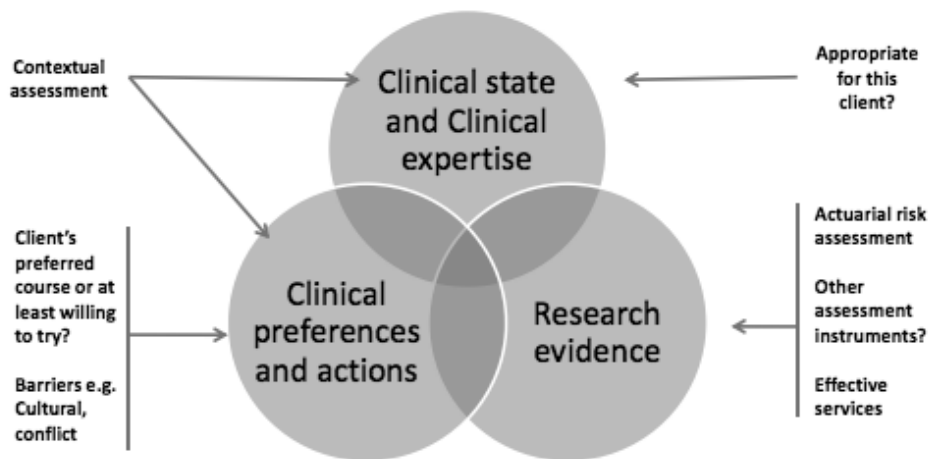 Contextual
assessment
Clinical state
and Clinical
expertise
Appropriate
for this
client?
Client's
preferred
course or at
least willing
to try?
Barriers e.g.
Cultural,
conflict
Clinical
preferences
and actions
Research
evidence
Actuarial risk
assessment
Other
assessment
instruments?
Effective
services